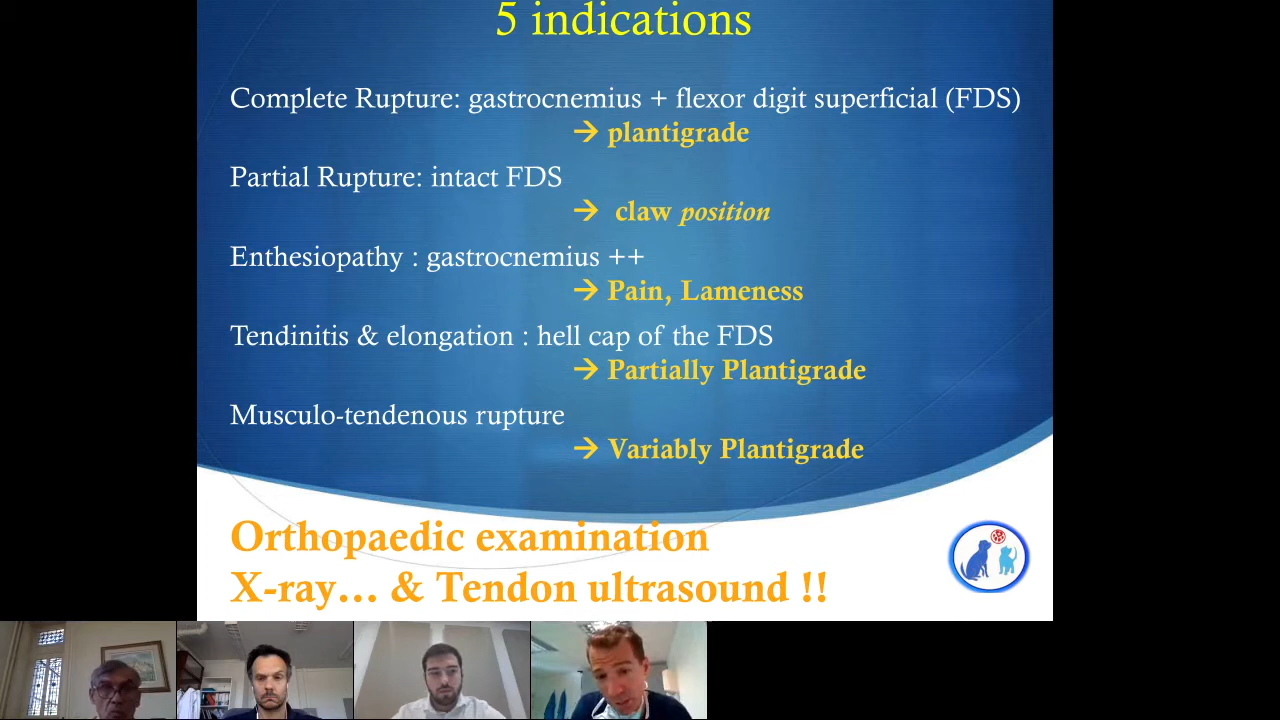 5 indications
Complete Rupture: gastrocnemius + flexor digit superficial (FDS)
→ plantigrade
Partial Rupture: intact FDS
→ claw position
Enthesiopathy : gastrocnemius ++
→ Pain, Lameness
Tendinitis & elongation : hell cap of the FDS
→ Partially Plantigrade
Musculo-tendenous rupture
→ Variably Plantigrade
Orthopaedic examination
X-ray... & Tendon ultrasound !!